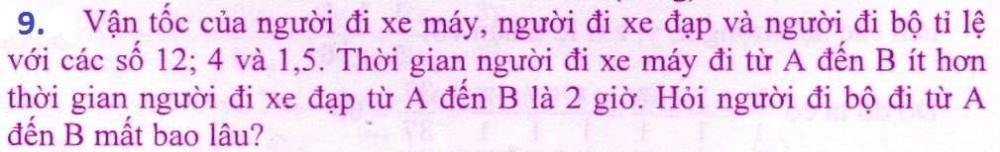 9. Vận tốc của người đi xe máy, người đi xe đạp và người đi bộ tỉ lệ
với các số 12; 4 và 1,5. Thời gian người đi xe máy đi từ A đến B ít hơn
thời gian người đi xe đạp từ A đến B là 2 giờ. Hỏi người đi bộ đi từ A
đến B mất bao lâu?